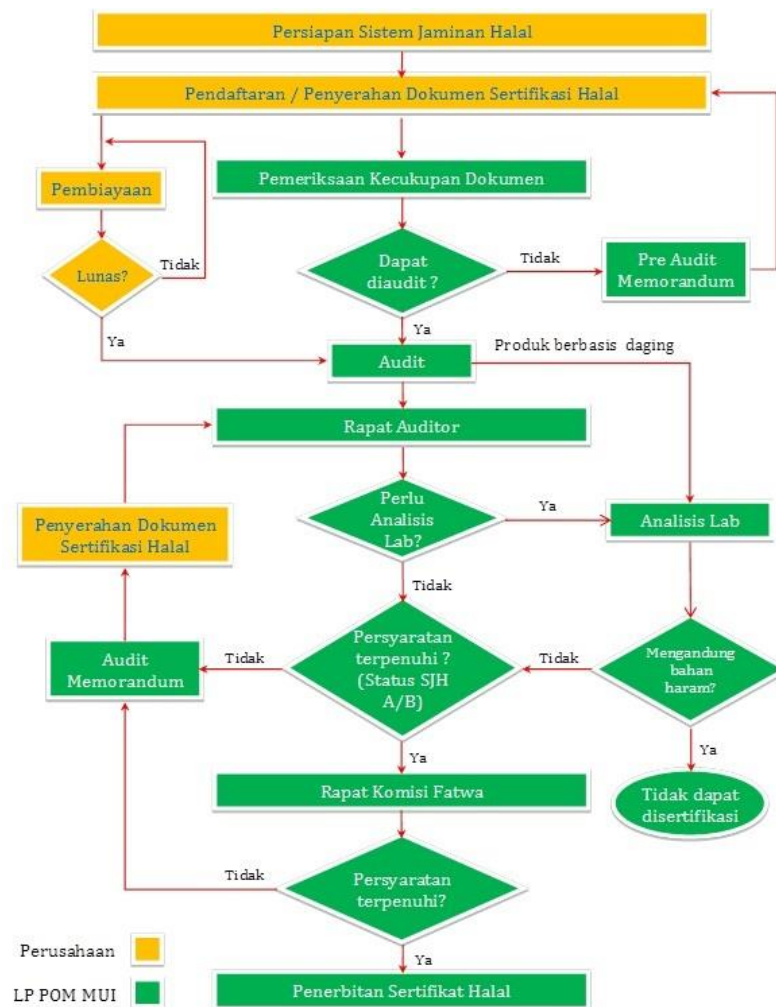 Persiapan Sistem Jaminan Halal
Pendaftaran / Penyerahan Dokumen Sertifikasi Halal
Pembiayaan
Pemeriksaan Kecukupan Dokumen
Lunas?
Tidak
Dapat
diaudit ?
Tidak
Pre Audit
Memorandum
Ya
Ya
Audit
Produk berbasis daging
Rapat Auditor
Penyerahan Dokumen
Sertifikasi Halal
Perlu
Analisis
Lab?
Ya
Analisis Lab
Tidak
Audit
Memorandum
Tidak
Persyaratan
terpenuhi ?
(Status SJH
A/B)
Tidak
Mengandung
bahan
haram?
Ya
Ya
Rapat Komisi Fatwa
Tidak dapat
disertifikasi
Tidak
Persyaratan
terpenuhi?
Perusahaan
Ya
LP POM MUI
Penerbitan Sertifikat Halal